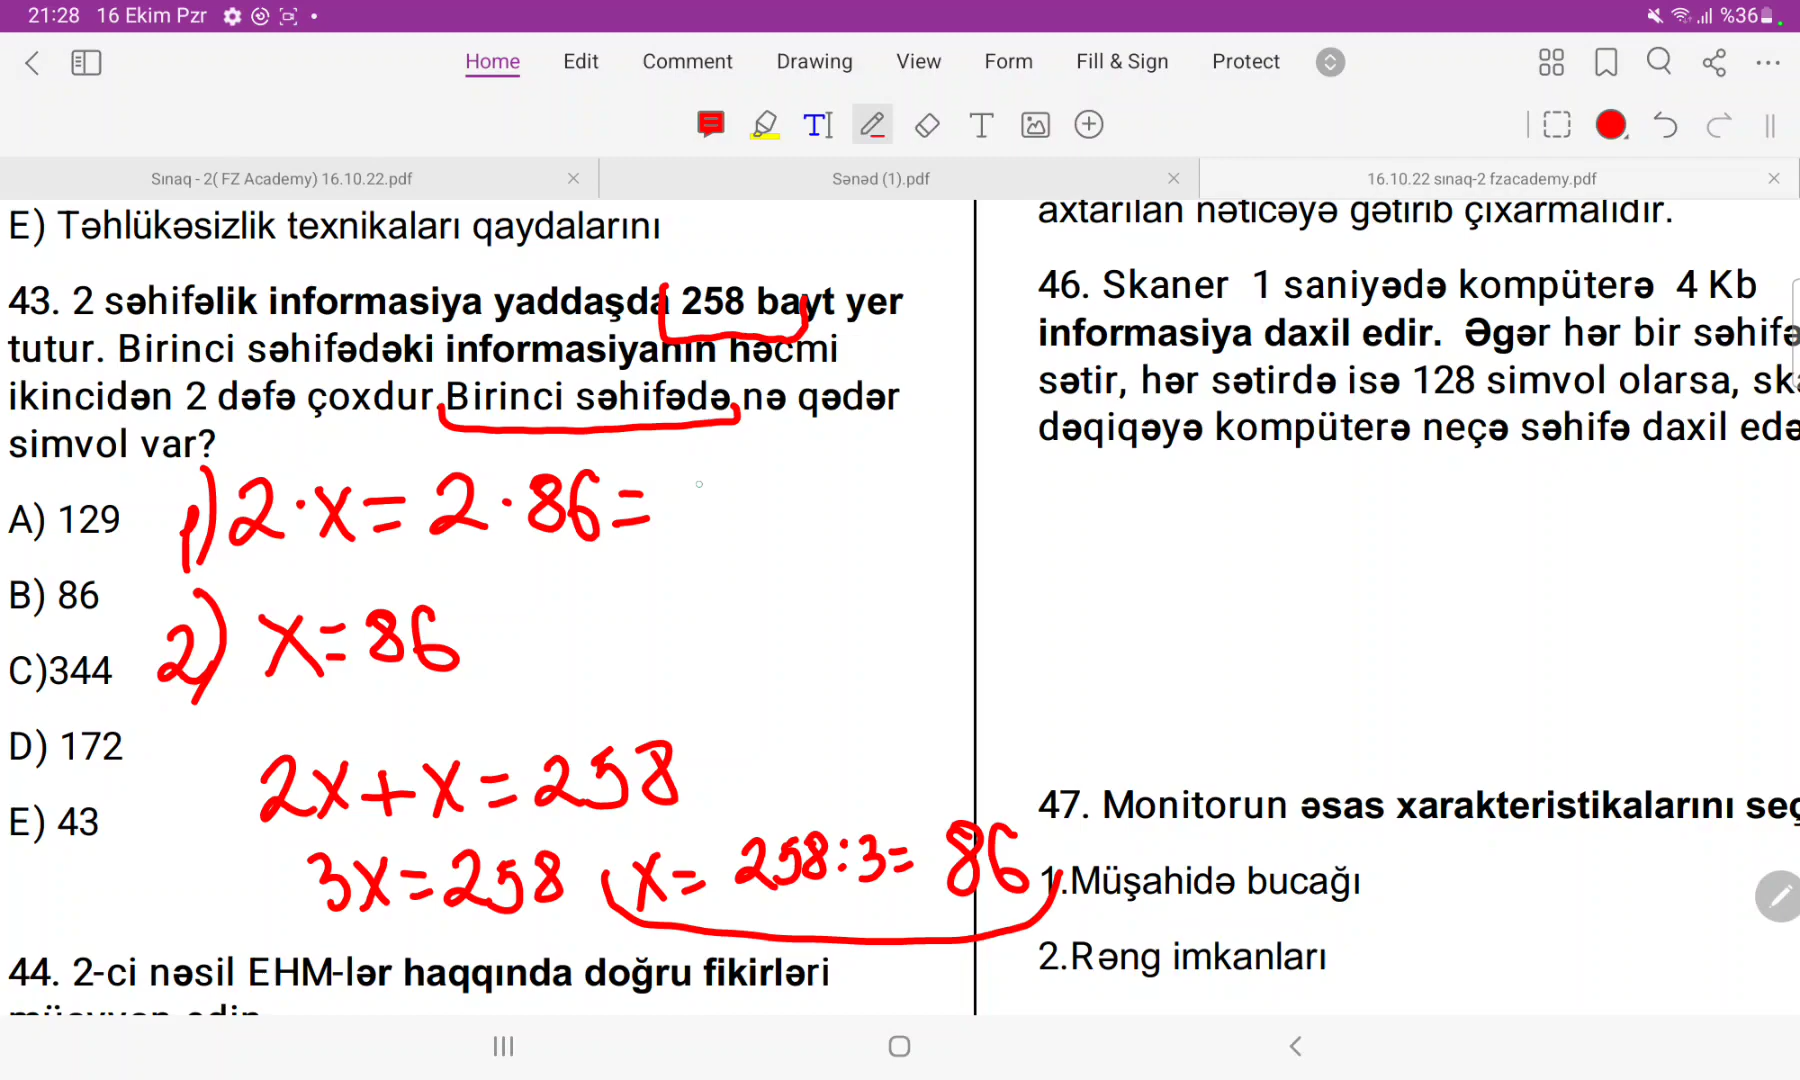 21:28 16 Ekim Pzr %36
Home Edit Comment Drawing View Form Fill & Sign Protect
Sınaq - 2( FZ Academy) 16.10.22.pdf
Sənəd (1).pdf
16.10.22 sınaq-2 fzacademy.pdf
E) Təhlükəsizlik texnikaları qaydalarını
43. 2 səhifəlik informasiya yaddaşda 258 bayt yer
tutur. Birinci səhifədəki informasiyanın həcmi
ikincidən 2 dəfə çoxdur.Birinci səhifədə nə qədər
simvol var?
A) 129
1) 2·x = 2·86 =
B) 86
2) x = 86
C)344
D) 172
2x+x=258
E) 43
3x=258 x= 258:3= 86
44. 2-ci nəsil EHM-lər haqqında doğru fikirləri
müəyyən edin
axtarılan nəticəyə gətirib çıxarmalıdır.
46. Skaner 1 saniyədə kompüterə 4 Kb
informasiya daxil edir. Əgər hər bir səhifə
sətir, hər sətirdə isə 128 simvol olarsa, ska
dəqiqəyə kompüterə neçə səhifə daxil edə
47. Monitorun əsas xarakteristikalarını seç
1.Müşahidə bucağı
2.Rəng imkanları